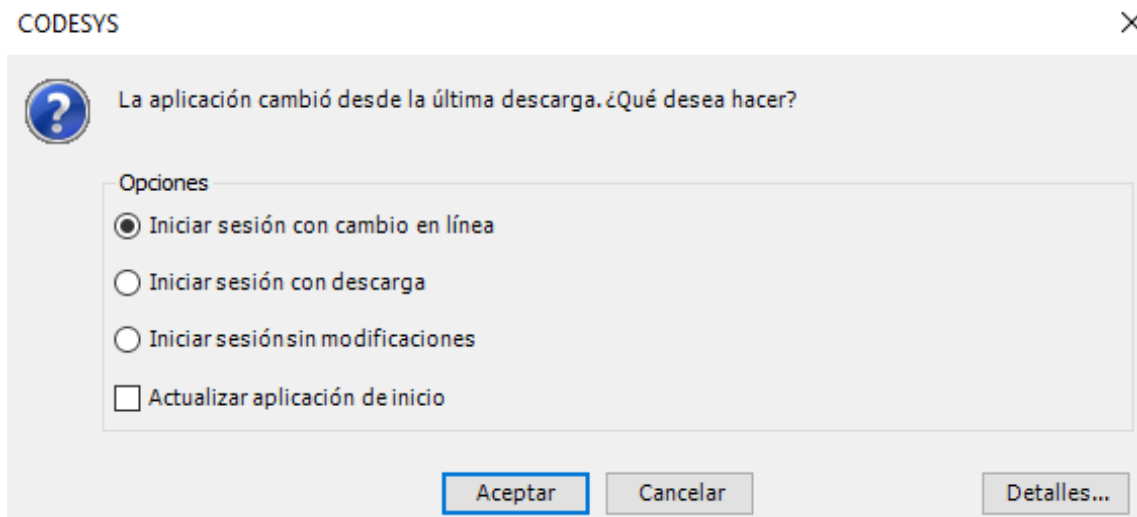 CODESYS
La aplicación cambió desde la última descarga.¿Qué desea hacer?
Opciones
Iniciar sesión con cambio en línea
Iniciar sesión con descarga
Iniciar sesión sin modificaciones
Actualizar aplicación de inicio
Aceptar Cancelar Detalles...